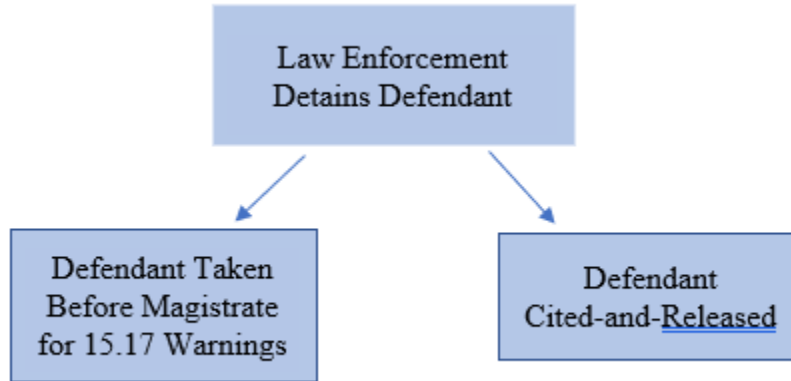 Law Enforcement
Detains Defendant
Defendant Taken
Before Magistrate
for 15.17 Warnings
Defendant
Cited-and-Released